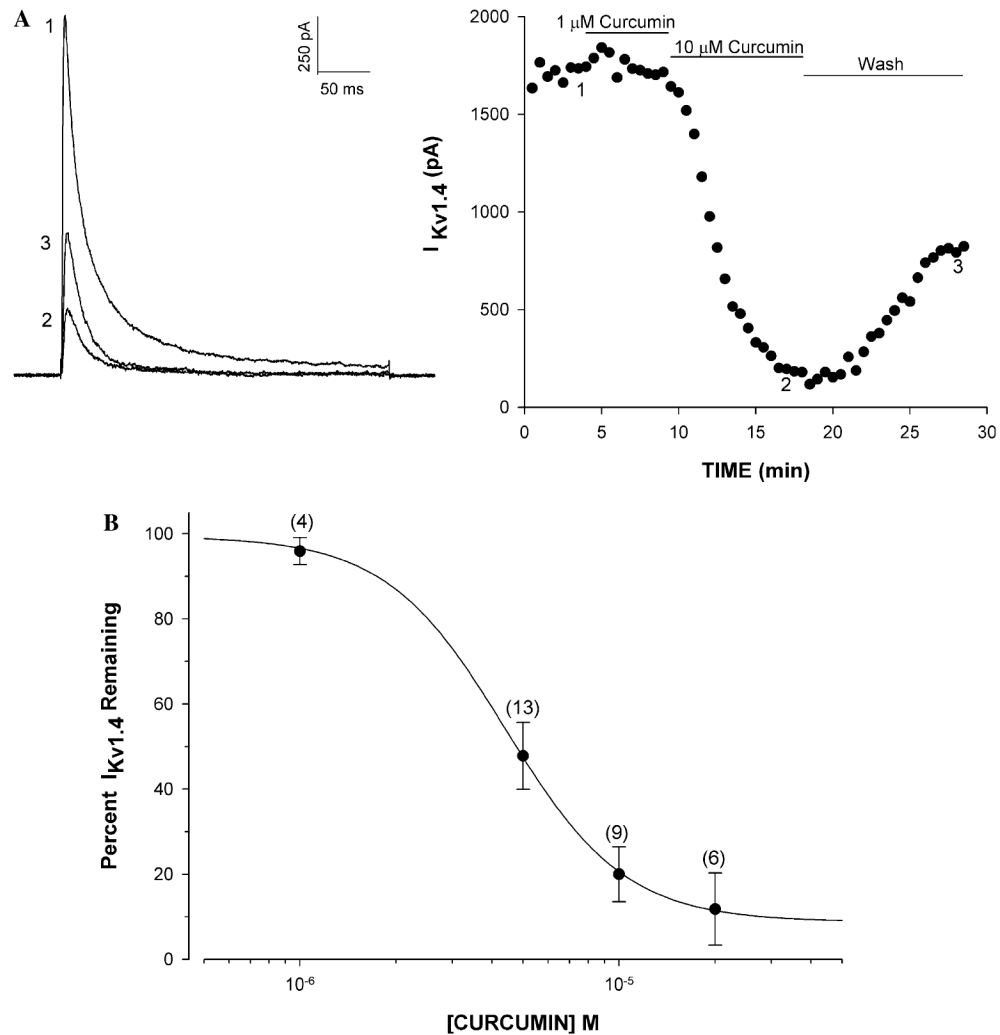 A
1
3
2
250 pA
50 ms
I Kv1.4 (pA)
2000
1500
1000
500
0
1 μM Curcumin
10 μM Curcumin
Wash
1
2
3
0 5 10 15 20 25 30
TIME (min)
B
Percent IKv1.4 Remaining
100
80
60
40
20
0
(4)
(13)
(9)
(6)
10-6 10-5
[CURCUMIN] M